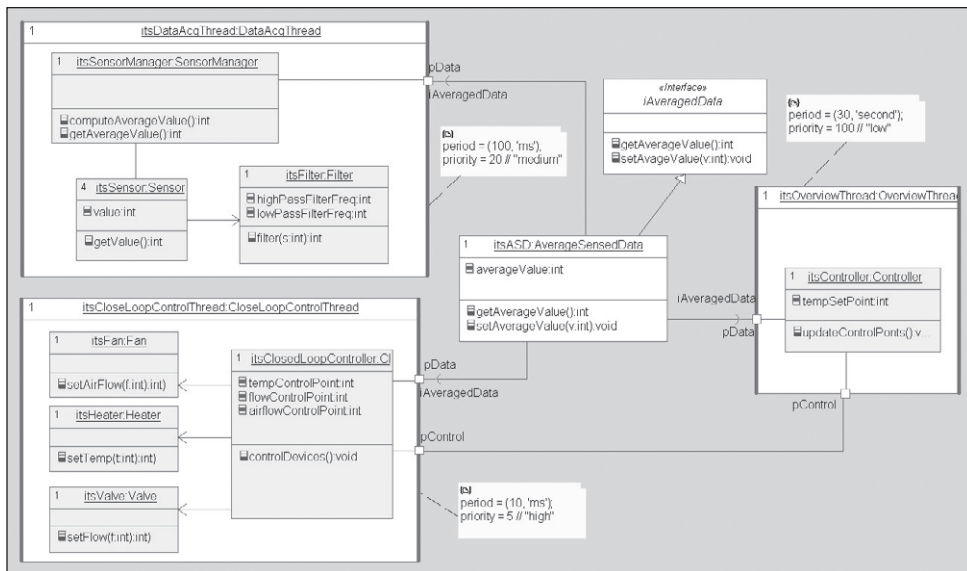 1
itsDataAcqThread:DataAcqThread
1
itsSensorManager:SensorManager
computeAverageValue():int
getAverageValue():int
4
itsSensor:Sensor
value:int
getValue():int
1
itsFilter:Filter
highPassFilterFreq:int
lowPassFilterFreq:int
filter(s:int):int
pData
iAveragedData
period = (100, 'ms');
priority = 20 // "medium"
«Interface»
iAveragedData
getAverageValue():int
setAvageValue(v:int):void
period = (30, 'second');
priority = 100 // "low"
1
itsOverviewThread:OverviewThrea
1
itsController:Controller
tempSetPoint:int
updateControlPonts():v...
iAveragedData
pData
pControl
1
itsASD:AverageSensedData
averageValue:int
getAverageValue():int
setAverageValue(v:int):void
1
itsCloseLoopControlThread:CloseLoopControlThread
1
itsFan:Fan
setAirFlow(f:int):int)
1
itsHeater:Heater
setTemp(t:int):int)
1
itsValve:Valve
setFlow(f:int):int)
1
itsClosedLoopController:Cl
tempControlPoint:int
flowControlPoint:int
airflowControlPoint:int
controlDevices():void
pData
iAveragedData
pControl
period = (10, 'ms');
priority = 5 // "high"